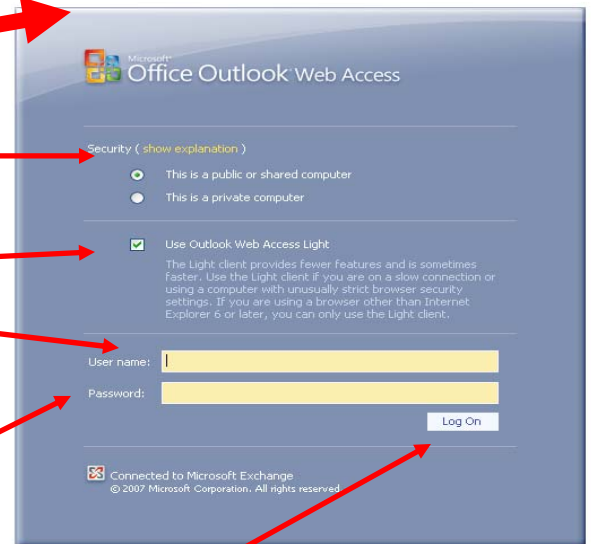 Microsoft
Office Outlook Web Access
Security ( show explanation )
This is a public or shared computer
This is a private computer
Use Outlook Web Access Light
The Light client provides fewer features and is sometimes
faster. Use the Light client if you are on a slow connection or
using a computer with unusually strict browser security
settings. If you are using a browser other than Internet
Explorer 6 or later, you can only use the Light client.
User name:
Password:
Log On
Connected to Microsoft Exchange
© 2007 Microsoft Corporation. All rights reserved